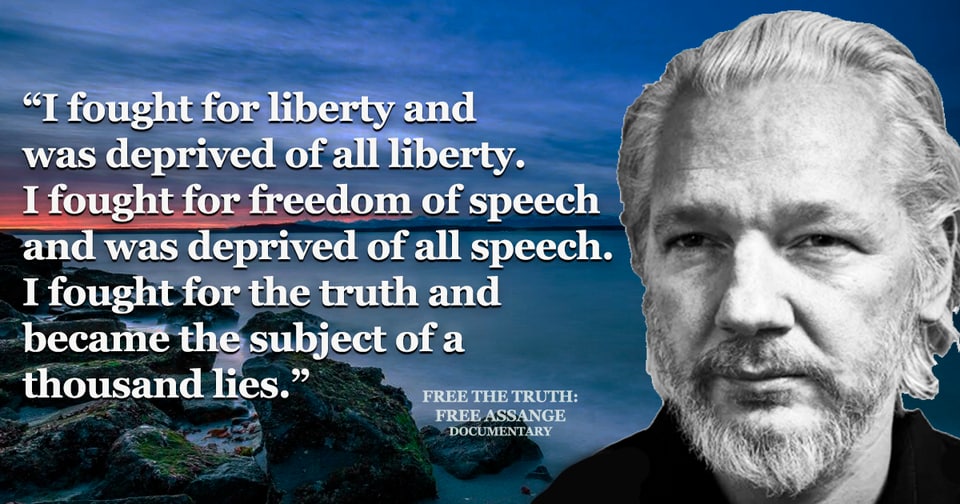 “I fought for liberty and
was deprived of all liberty.
I fought for freedom of speech
and was deprived of all speech.
I fought for the truth and
became the subject of a
thousand lies.”
FREE THE TRUTH:
FREE ASSANGE
DOCUMENTARY